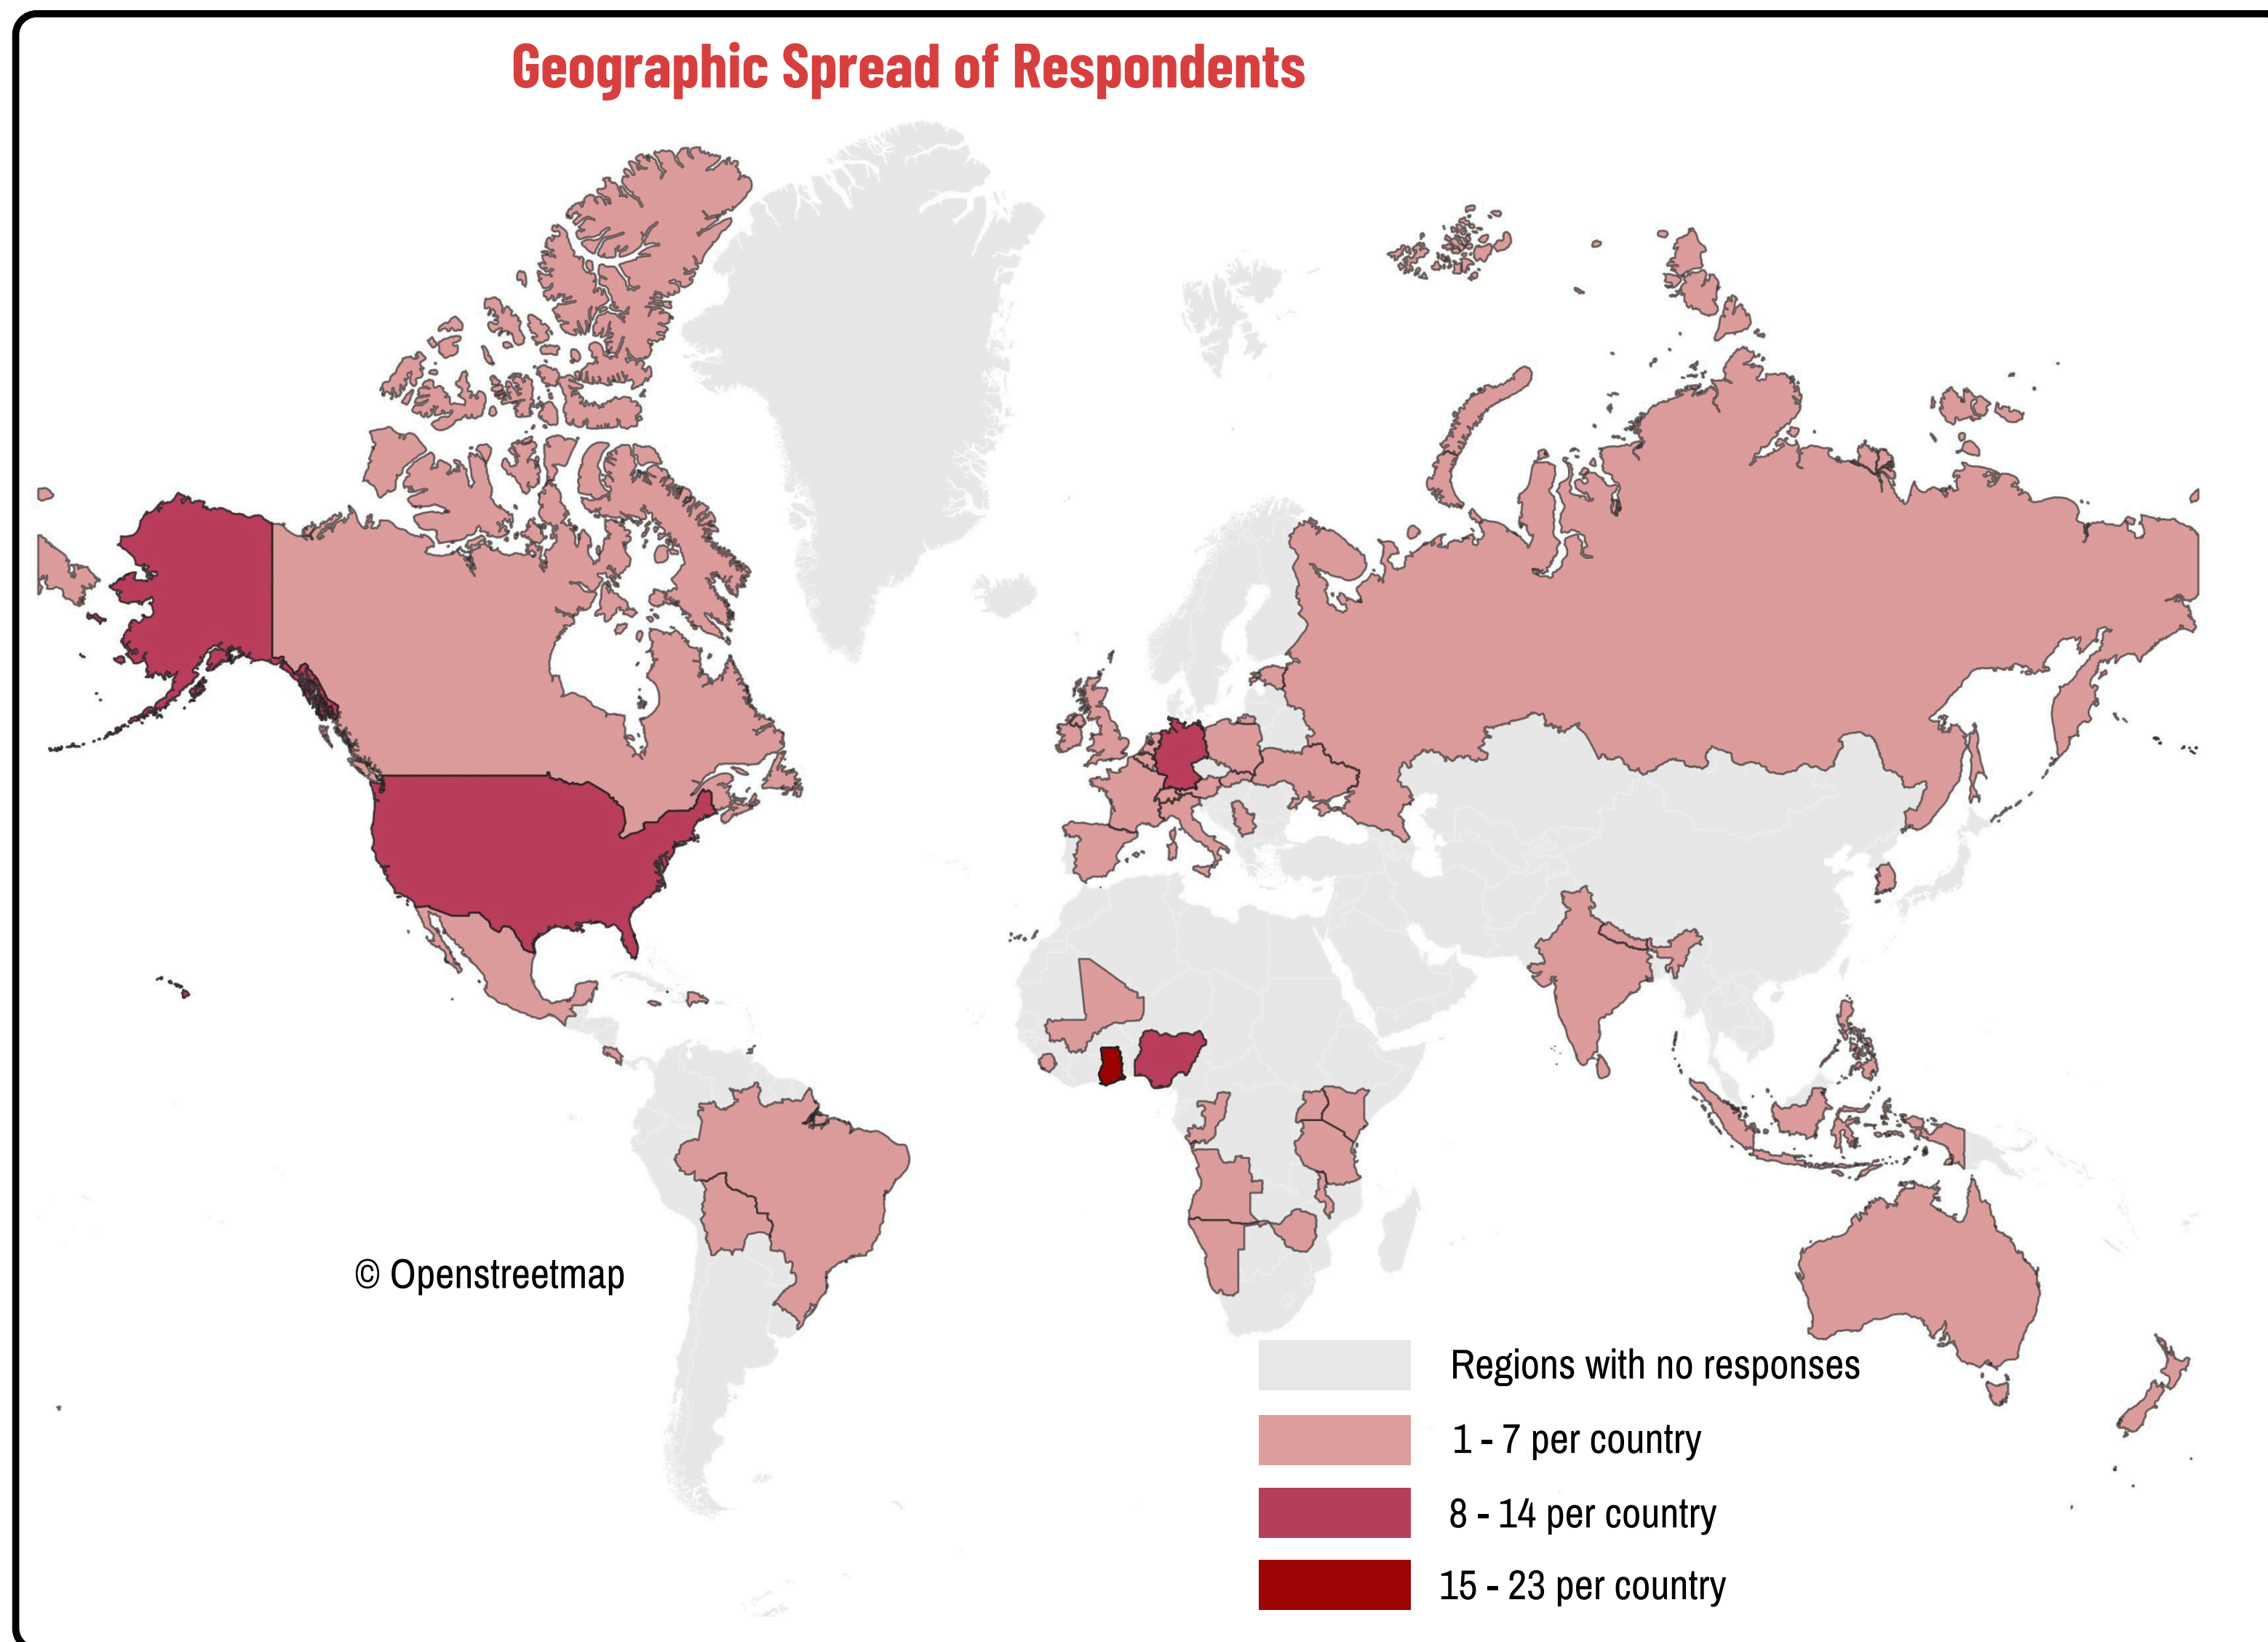 Geographic Spread of Respondents
© Openstreetmap
Regions with no responses
1 - 7 per country
8 - 14 per country
15 - 23 per country